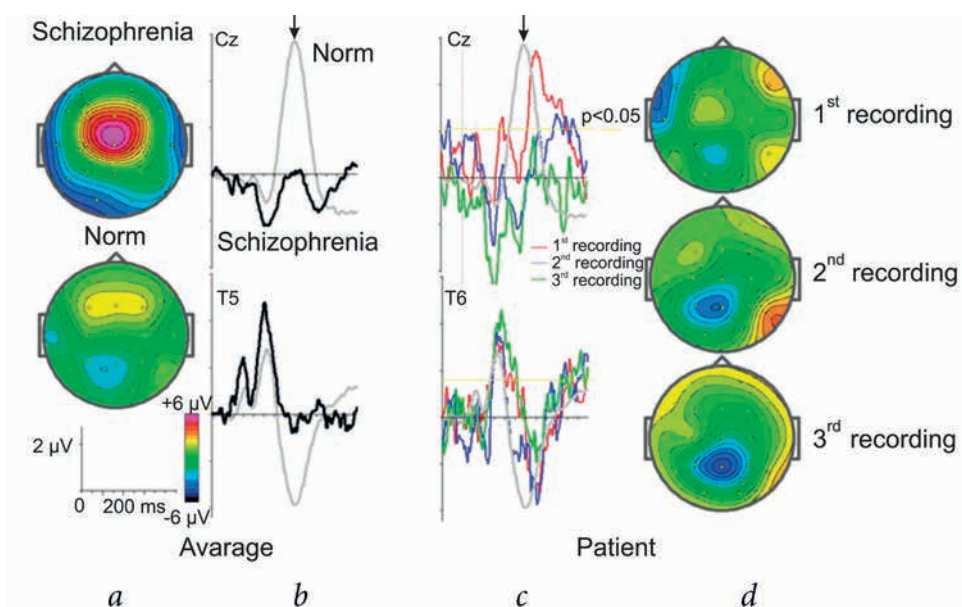 Schizophrenia
Cz
Norm
Cz
p<0.05
1st recording
Norm
Schizophrenia
1st recording
2nd recording
3rd recording
2nd recording
T5
T6
+6 µV
2 µV
3rd recording
0 200 ms
-6 µV
Avarage
Patient
a b c d